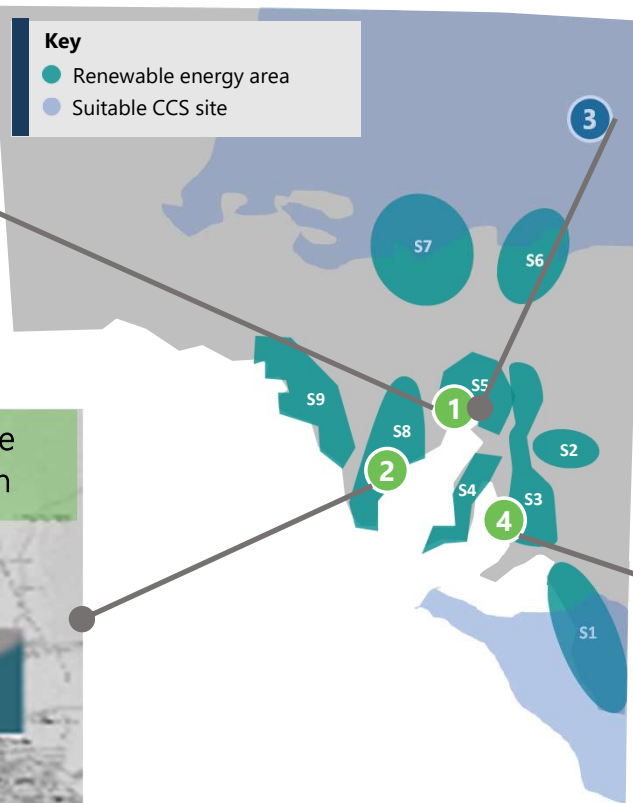 Key
Renewable energy area
Suitable CCS site
3
S7
S6
S5
1
S9
S8
S2
2
S4
S3
4
S1